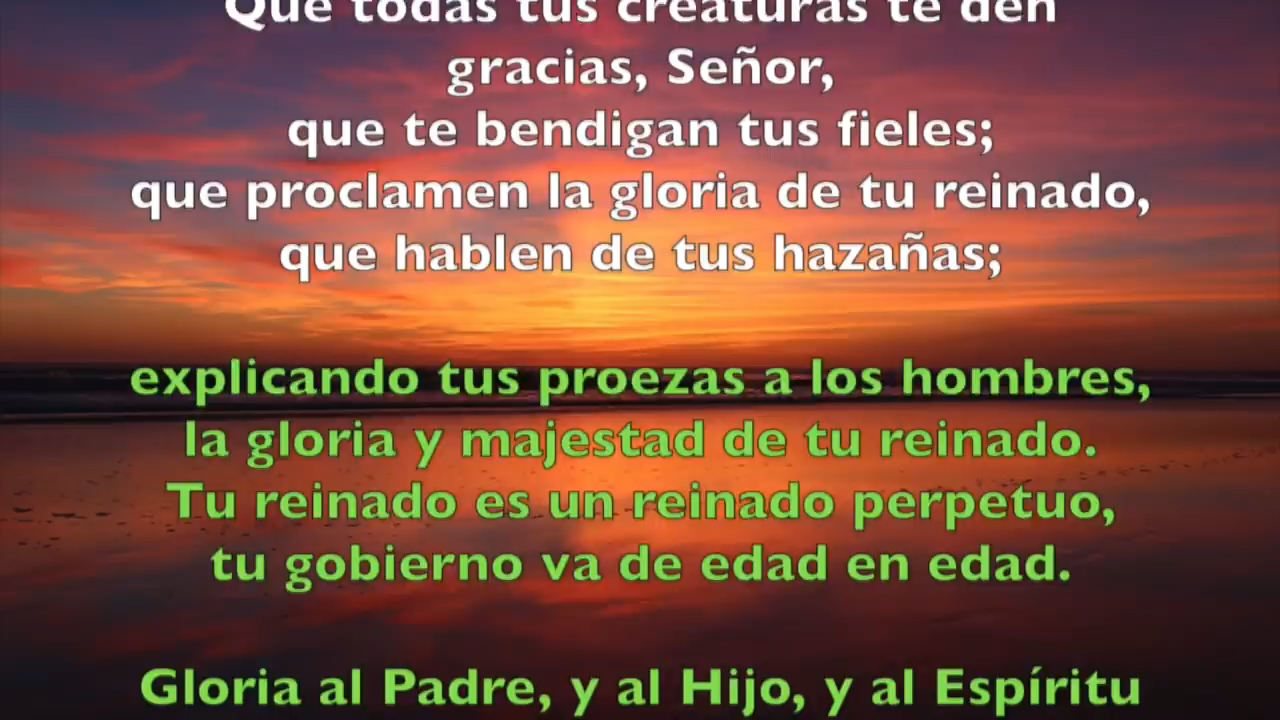 Que todas tus creaturas te den
gracias, Señor,
que te bendigan tus fieles;
que proclamen la gloria de tu reinado,
que hablen de tus hazañas;
explicando tus proezas a los hombres,
la gloria y majestad de tu reinado.
Tu reinado es un reinado perpetuo,
tu gobierno va de edad en edad.
Gloria al Padre, y al Hijo, y al Espíritu